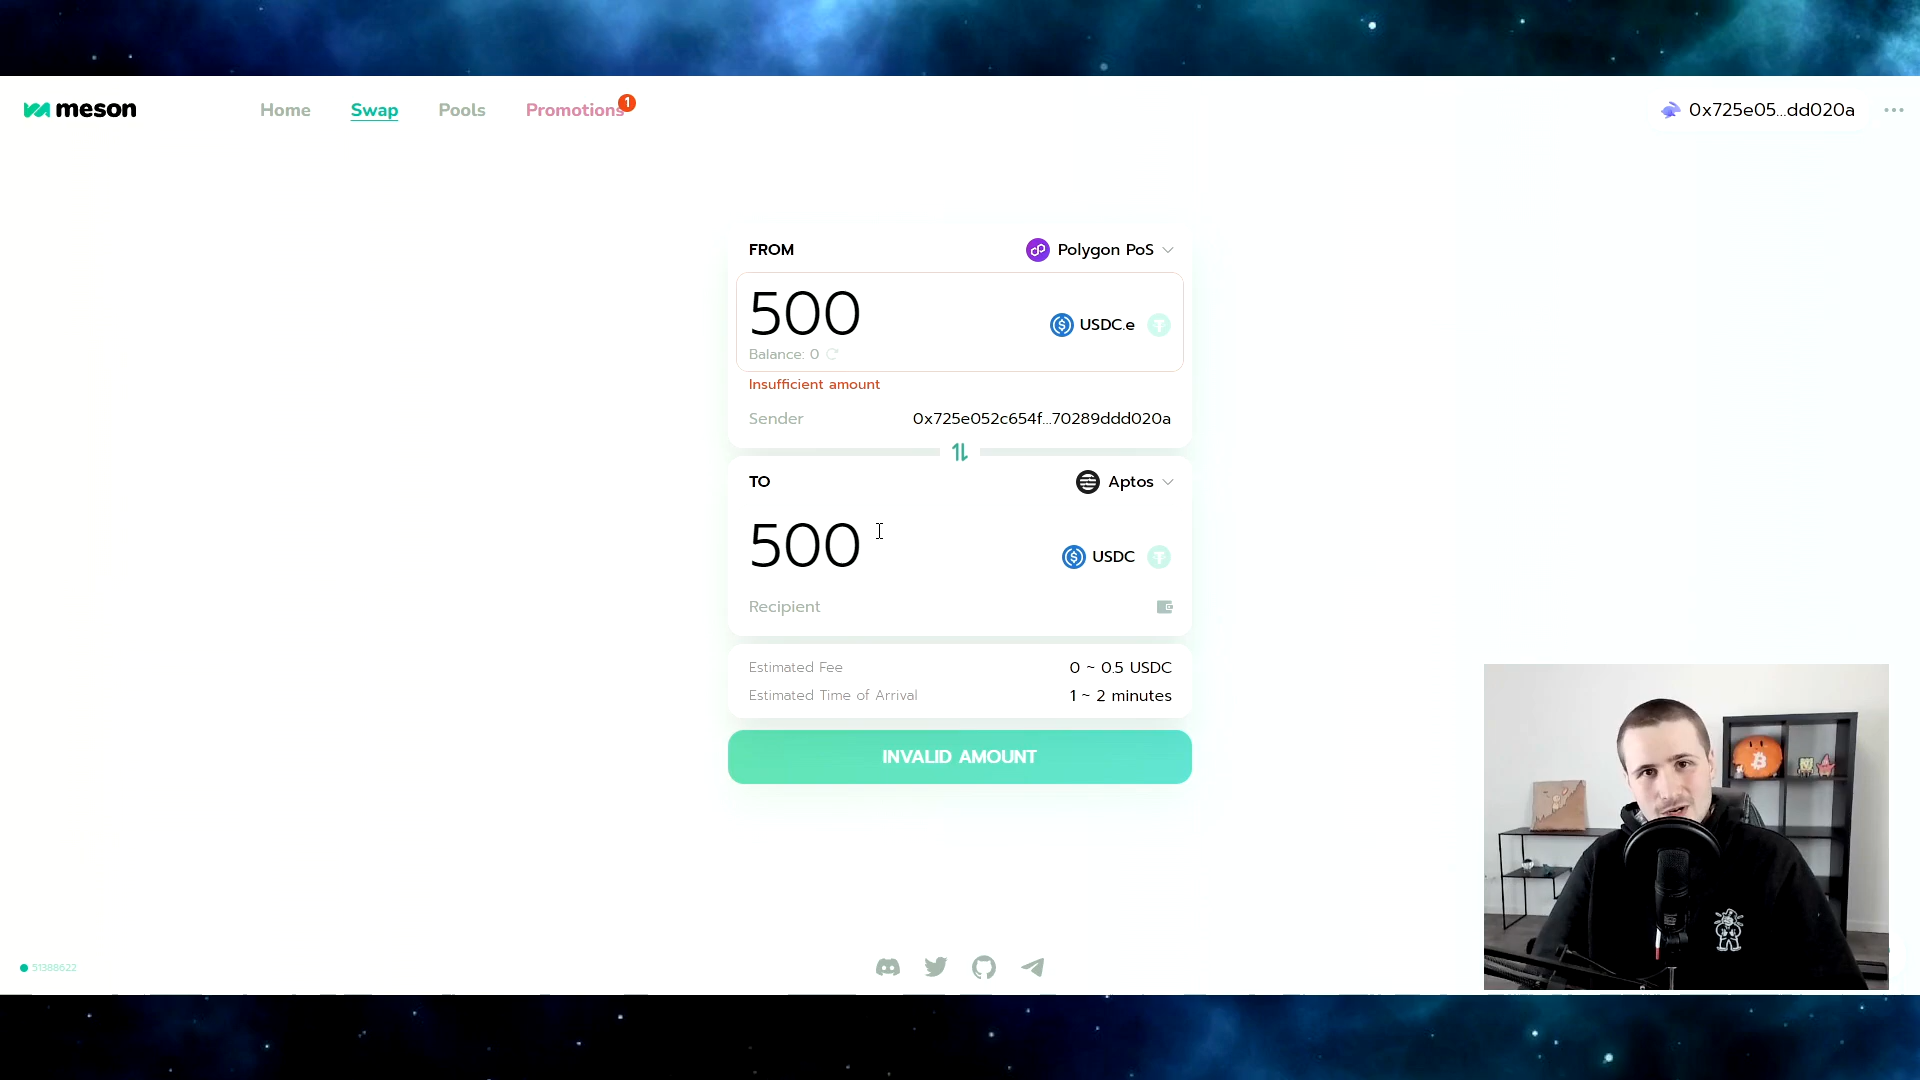 meson
Home
Swap
Pools
Promotions
1
0x725e05...dd020a
FROM
Polygon PoS
500
USDC.e
Balance: 0
Insufficient amount
Sender
0x725e052c654f...70289ddd020a
TO
Aptos
500
USDC
Recipient
Estimated Fee
0 ~ 0.5 USDC
Estimated Time of Arrival
1 ~ 2 minutes
INVALID AMOUNT
51388622